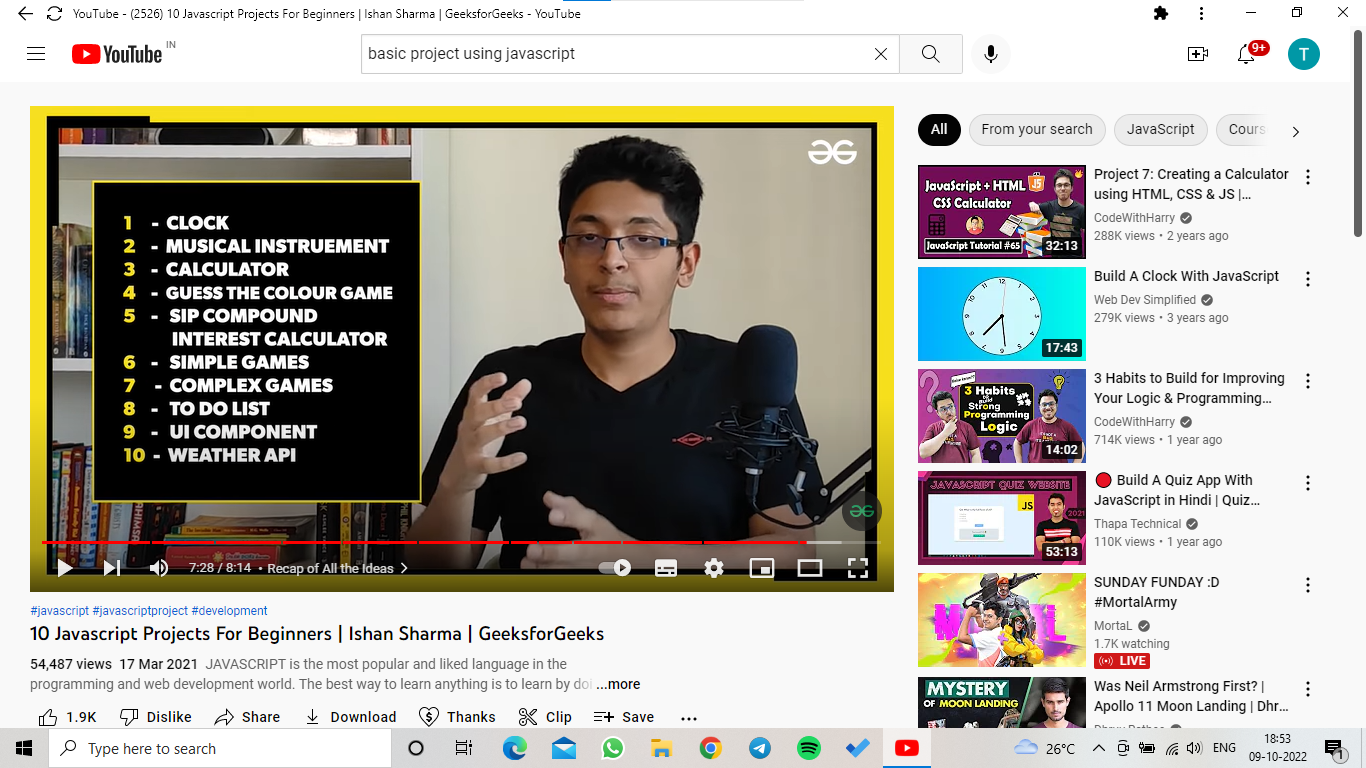 YouTube - (2526) 10 Javascript Projects For Beginners | Ishan Sharma | GeeksforGeeks - YouTube
YouTube IN
basic project using javascript
9+
T
1 - CLOCK
2 - MUSICAL INSTRUEMENT
3 - CALCULATOR
4 - GUESS THE COLOUR GAME
5 - SIP COMPOUND
INTEREST CALCULATOR
6 - SIMPLE GAMES
7 - COMPLEX GAMES
8 - TO DO LIST
9 - UI COMPONENT
10 - WEATHER API
7:28 / 8:14 • Recap of All the Ideas
#javascript #javascriptproject #development
10 Javascript Projects For Beginners | Ishan Sharma | GeeksforGeeks
54,487 views 17 Mar 2021 JAVASCRIPT is the most popular and liked language in the
programming and web development world. The best way to learn anything is to learn by doi ...more
1.9K Dislike Share Download Thanks Clip Save
All From your search JavaScript Cours
JavaScript + HTML JS
CSS Calculator
JavaScript Tutorial #65
32:13
Project 7: Creating a Calculator
using HTML, CSS & JS |...
CodeWithHarry
288K views • 2 years ago
17:43
Build A Clock With JavaScript
Web Dev Simplified
279K views • 3 years ago
3 Habits
to Build
Strong
Programming
Logic
14:02
3 Habits to Build for Improving
Your Logic & Programming...
CodeWithHarry
714K views • 1 year ago
JAVASCRIPT QUIZ WEBSITE
JS
2021
53:13
Build A Quiz App With
JavaScript in Hindi | Quiz...
Thapa Technical
110K views • 1 year ago
SUNDAY FUNDAY :D
#MortalArmy
MortaL
1.7K watching
LIVE
MYSTERY
OF MOON LANDING
Was Neil Armstrong First? |
Apollo 11 Moon Landing | Dhr...
Type here to search
26°C
ENG
18:53
09-10-2022
1